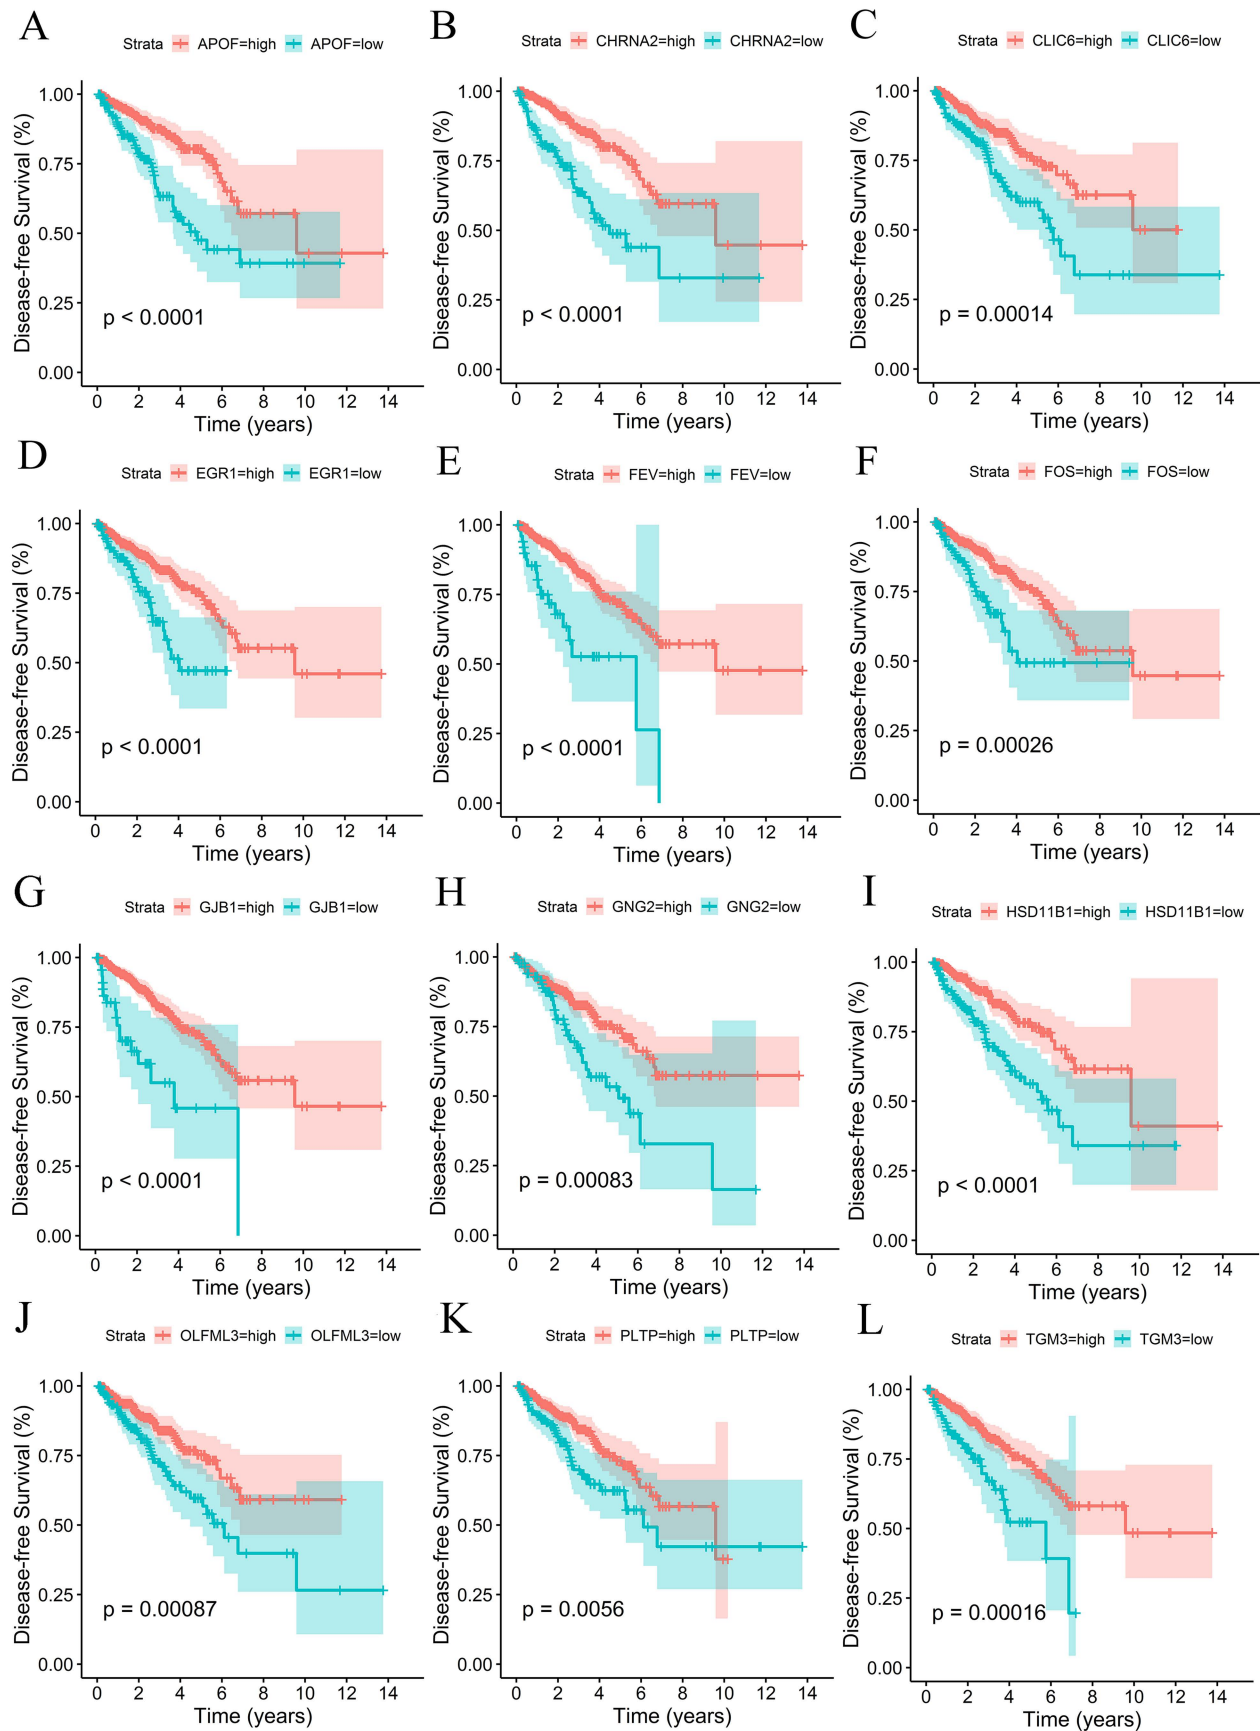 A
Strata APOF=high APOF=low
Disease-free Survival (%)
1.00
0.75
0.50
0.25
0.00
p < 0.0001
0 2 4 6 8 10 12 14
Time (years)
B
Strata CHRNA2=high CHRNA2=low
Disease-free Survival (%)
1.00
0.75
0.50
0.25
0.00
p < 0.0001
0 2 4 6 8 10 12 14
Time (years)
C
Strata CLIC6=high CLIC6=low
Disease-free Survival (%)
1.00
0.75
0.50
0.25
0.00
p = 0.00014
0 2 4 6 8 10 12 14
Time (years)
D
Strata EGR1=high EGR1=low
Disease-free Survival (%)
1.00
0.75
0.50
0.25
0.00
p < 0.0001
0 2 4 6 8 10 12 14
Time (years)
E
Strata FEV=high FEV=low
Disease-free Survival (%)
1.00
0.75
0.50
0.25
0.00
p < 0.0001
0 2 4 6 8 10 12 14
Time (years)
F
Strata FOS=high FOS=low
Disease-free Survival (%)
1.00
0.75
0.50
0.25
0.00
p = 0.00026
0 2 4 6 8 10 12 14
Time (years)
G
Strata GJB1=high GJB1=low
Disease-free Survival (%)
1.00
0.75
0.50
0.25
0.00
p < 0.0001
0 2 4 6 8 10 12 14
Time (years)
H
Strata GNG2=high GNG2=low
Disease-free Survival (%)
1.00
0.75
0.50
0.25
0.00
p = 0.00083
0 2 4 6 8 10 12 14
Time (years)
I
Strata HSD11B1=high HSD11B1=low
Disease-free Survival (%)
1.00
0.75
0.50
0.25
0.00
p < 0.0001
0 2 4 6 8 10 12 14
Time (years)
J
Strata OLFML3=high OLFML3=low
Disease-free Survival (%)
1.00
0.75
0.50
0.25
0.00
p = 0.00087
0 2 4 6 8 10 12 14
Time (years)
K
Strata PLTP=high PLTP=low
Disease-free Survival (%)
1.00
0.75
0.50
0.25
0.00
p = 0.0056
0 2 4 6 8 10 12 14
Time (years)
L
Strata TGM3=high TGM3=low
Disease-free Survival (%)
1.00
0.75
0.50
0.25
0.00
p = 0.00016
0 2 4 6 8 10 12 14
Time (years)